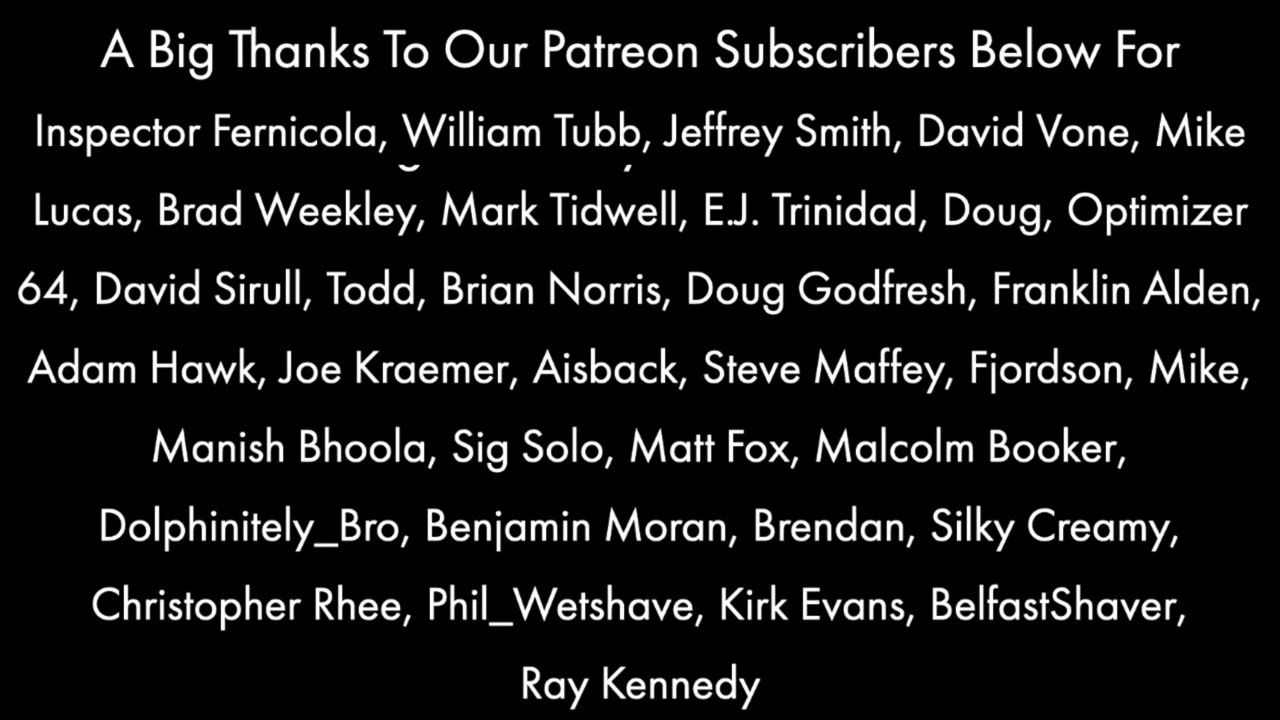 A Big Thanks To Our Patreon Subscribers Below For
Inspector Fernicola, William Tubb, Jeffrey Smith, David Vone, Mike
Lucas, Brad Weekley, Mark Tidwell, E.J. Trinidad, Doug, Optimizer
64, David Sirull, Todd, Brian Norris, Doug Godfresh, Franklin Alden,
Adam Hawk, Joe Kraemer, Aisback, Steve Maffey, Fjordson, Mike,
Manish Bhoola, Sig Solo, Matt Fox, Malcolm Booker,
Dolphinitely_Bro, Benjamin Moran, Brendan, Silky Creamy,
Christopher Rhee, Phil_Wetshave, Kirk Evans, BelfastShaver,
Ray Kennedy